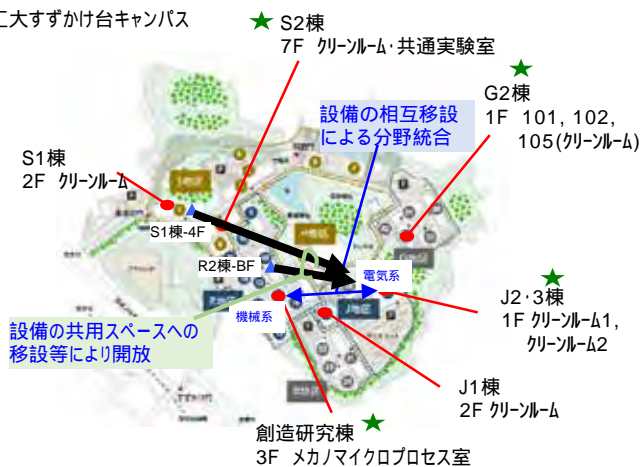 工大すずかけ台キャンパス
★ S2棟
7F クリーンルーム・共通実験室
★
G2棟
1F 101, 102,
105(クリーンルーム)
設備の相互移設
による分野統合
S1棟
2F クリーンルーム
S1棟-4F
R2棟-BF
電気系
機械系
★
J2・3棟
1F クリーンルーム1,
クリーンルーム2
設備の共用スペースへの
移設等により開放
J1棟
2F クリーンルーム
創造研究棟 ★
3F メカノマイクロプロセス室